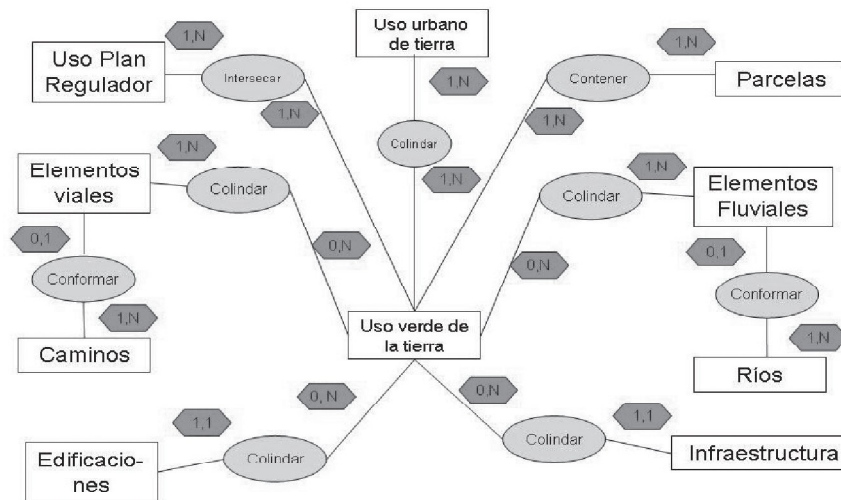 1,N
Uso urbano
de tierra
1,N
Uso Plan
Regulador
Intersecar
1,N
Contener
Parcelas
1,N
1,N
1,N
Colindar
1,N
1,N
Elementos
viales
Colindar
1,N
Colindar
Elementos
Fluviales
0,1
0,N
0,N
0,1
Conformar
Conformar
1,N
Uso verde de
la tierra
1,N
Caminos
Ríos
0,N
0,N
1,1
1,1
Edificacio-
nes
Colindar
Colindar
Infraestructura